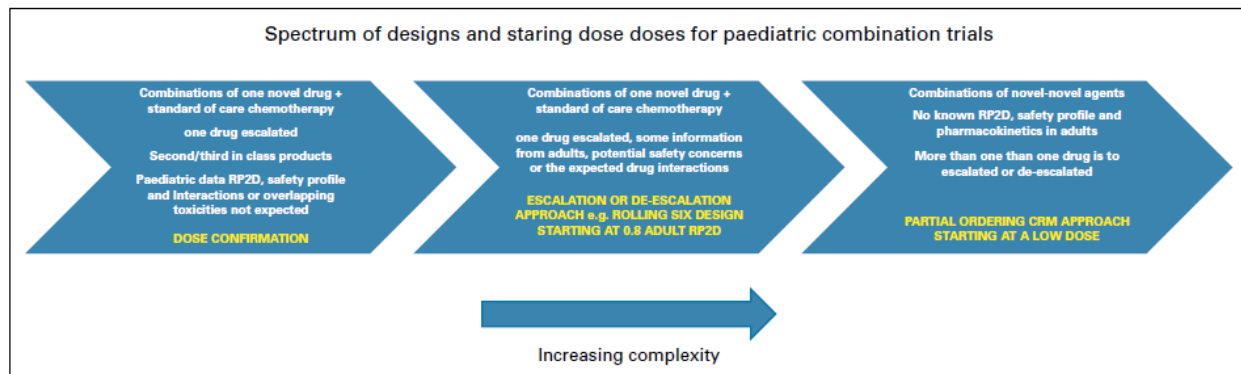 Spectrum of designs and staring dose doses for paediatric combination trials
Combinations of one novel drug +
standard of care chemotherapy
one drug escalated
Second/third in class products
Paediatric data RP2D, safety profile
and Interactions or overlapping
toxicities not expected
DOSE CONFIRMATION
Combinations of one novel drug +
standard of care chemotherapy
one drug escalated, some information
from adults, potential safety concerns
or the expected drug interactions
ESCALATION OR DE-ESCALATION
APPROACH e.g. ROLLING SIX DESIGN
STARTING AT 0.8 ADULT RP2D
Combinations of novel-novel agents
No known RP2D, safety profile and
pharmacokinetics in adults
More than one than one drug is to
escalated or de-escalated
PARTIAL ORDERING CRM APPROACH
STARTING AT A LOW DOSE
Increasing complexity